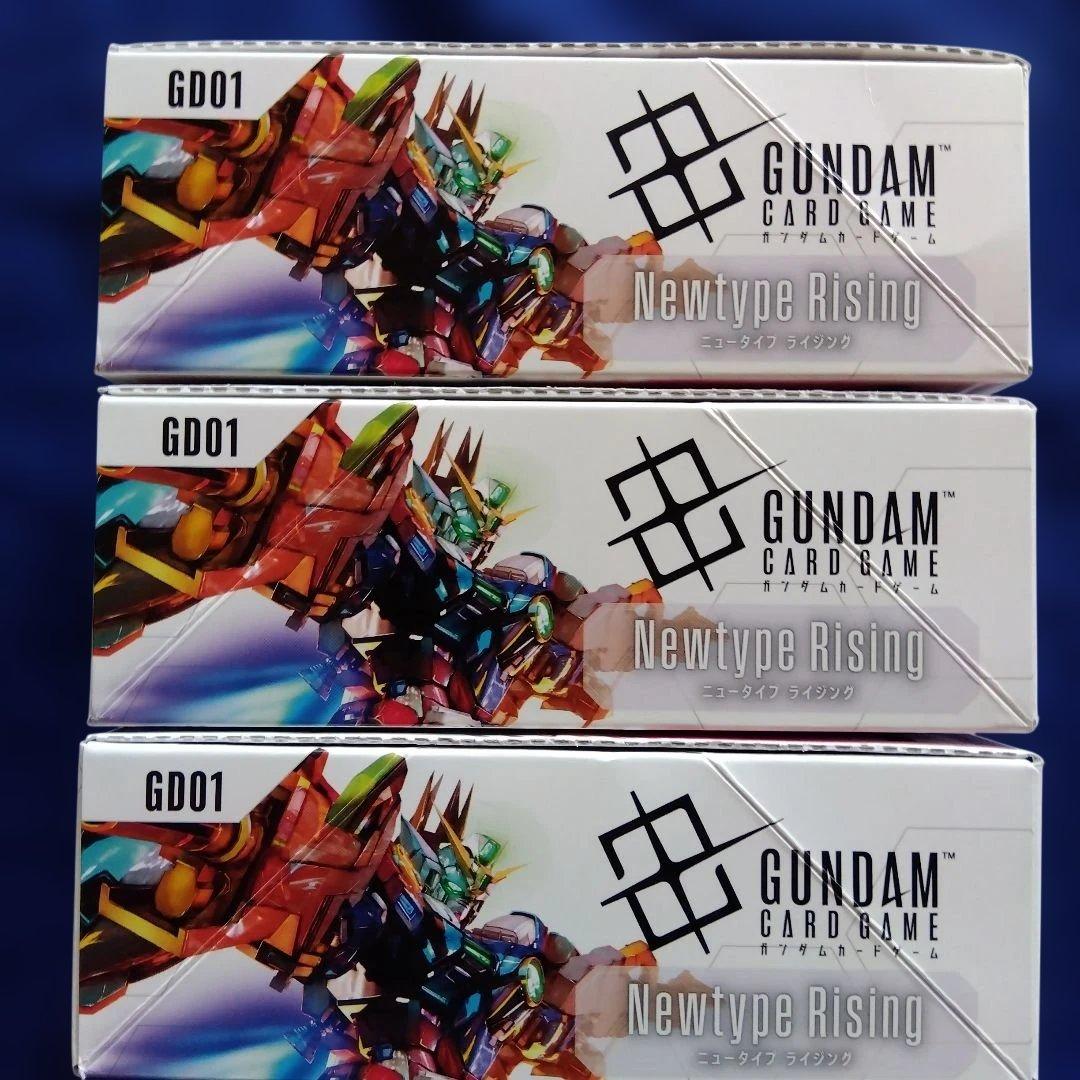 GD01
GUNDAM™
CARD GAME
ガンダムカードゲーム
Newtype Rising
ニュータイプ ライジング
GD01
GUNDAM™
CARD GAME
ガンダムカードゲーム
Newtype Rising
ニュータイプ ライジング
GD01
GUNDAM™
CARD GAME
ガンダムカードゲーム
Newtype Rising
ニュータイプ ライジング